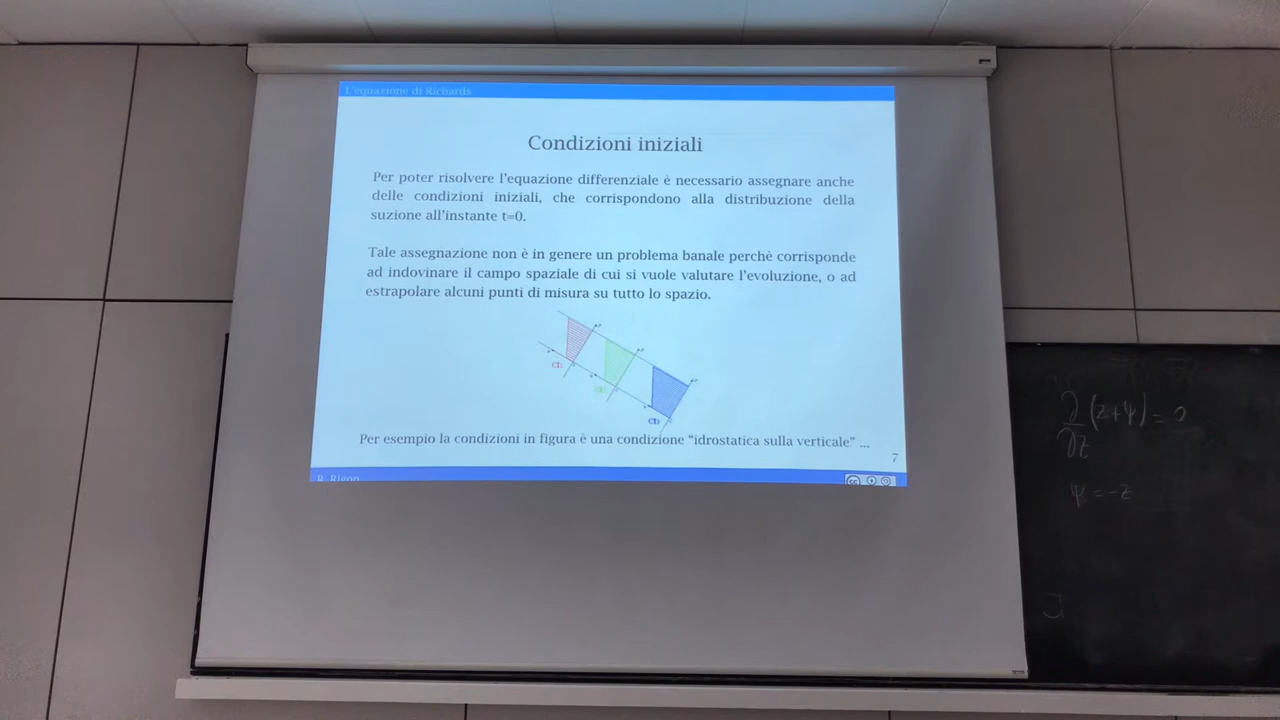 L'equazione di Richards
Condizioni iniziali
Per poter risolvere l'equazione differenziale è necessario assegnare anche
delle condizioni iniziali, che corrispondono alla distribuzione della
suzione all'instante t=0.
Tale assegnazione non è in genere un problema banale perchè corrisponde
ad indovinare il campo spaziale di cui si vuole valutare l'evoluzione, o ad
estrapolare alcuni punti di misura su tutto lo spazio.
Per esempio la condizioni in figura è una condizione "idrostatica sulla verticale" ...
7
R. Rigon
cc
∂/∂z (z+ψ) = 0
ψ = -z